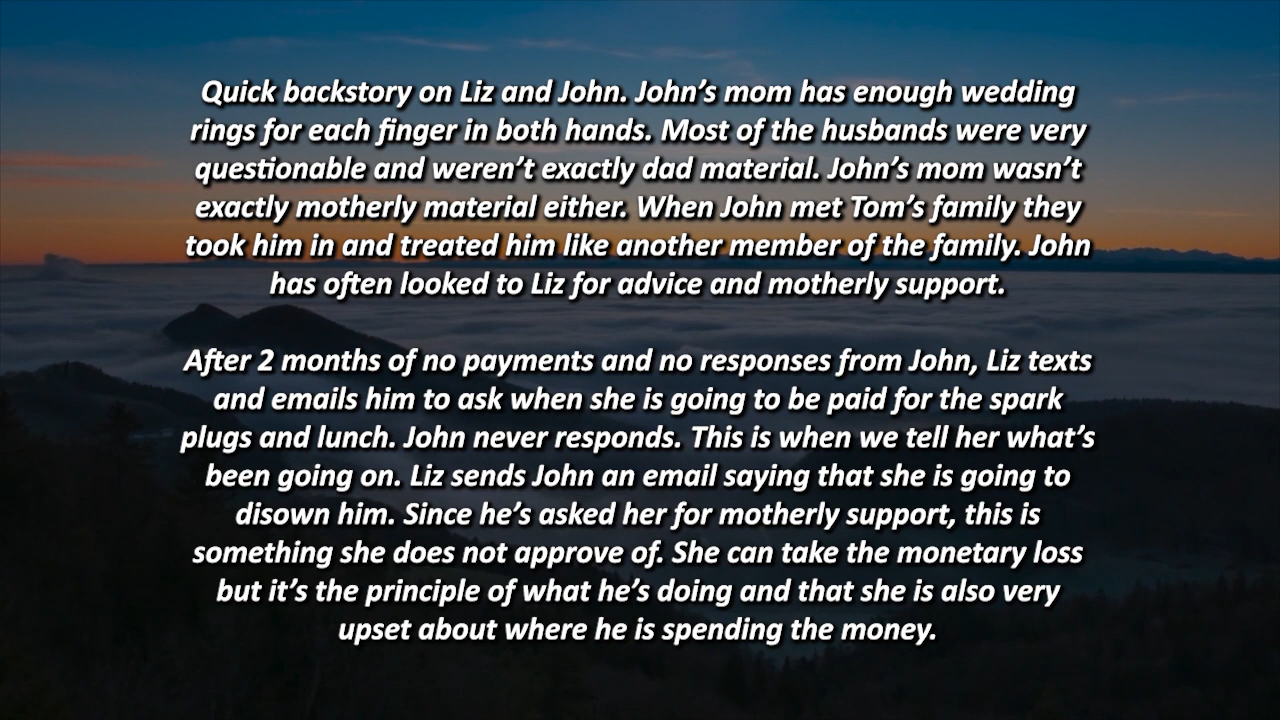 Quick backstory on Liz and John. John’s mom has enough wedding
rings for each finger in both hands. Most of the husbands were very
questionable and weren’t exactly dad material. John’s mom wasn’t
exactly motherly material either. When John met Tom’s family they
took him in and treated him like another member of the family. John
has often looked to Liz for advice and motherly support.
After 2 months of no payments and no responses from John, Liz texts
and emails him to ask when she is going to be paid for the spark
plugs and lunch. John never responds. This is when we tell her what’s
been going on. Liz sends John an email saying that she is going to
disown him. Since he’s asked her for motherly support, this is
something she does not approve of. She can take the monetary loss
but it’s the principle of what he’s doing and that she is also very
upset about where he is spending the money.